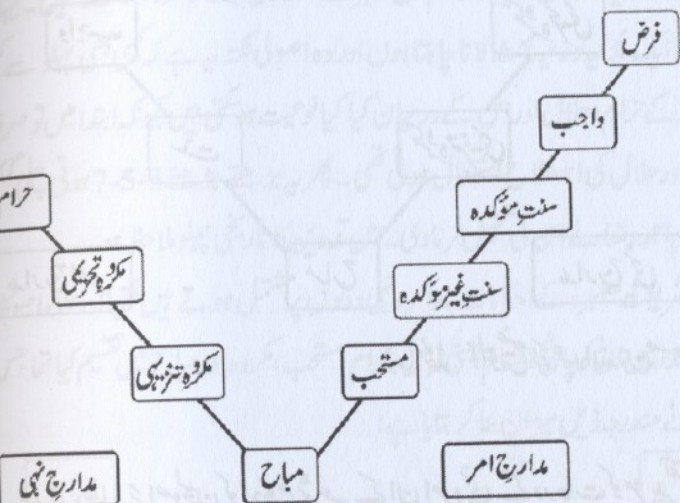 فرض
واجب
سنتِ مؤکدہ
حرام
سنتِ غیر مؤکدہ
مکروہِ تحریمی
مستحب
مکروہِ تنزیہی
مدارجِ امر
مباح
مدارجِ نہی